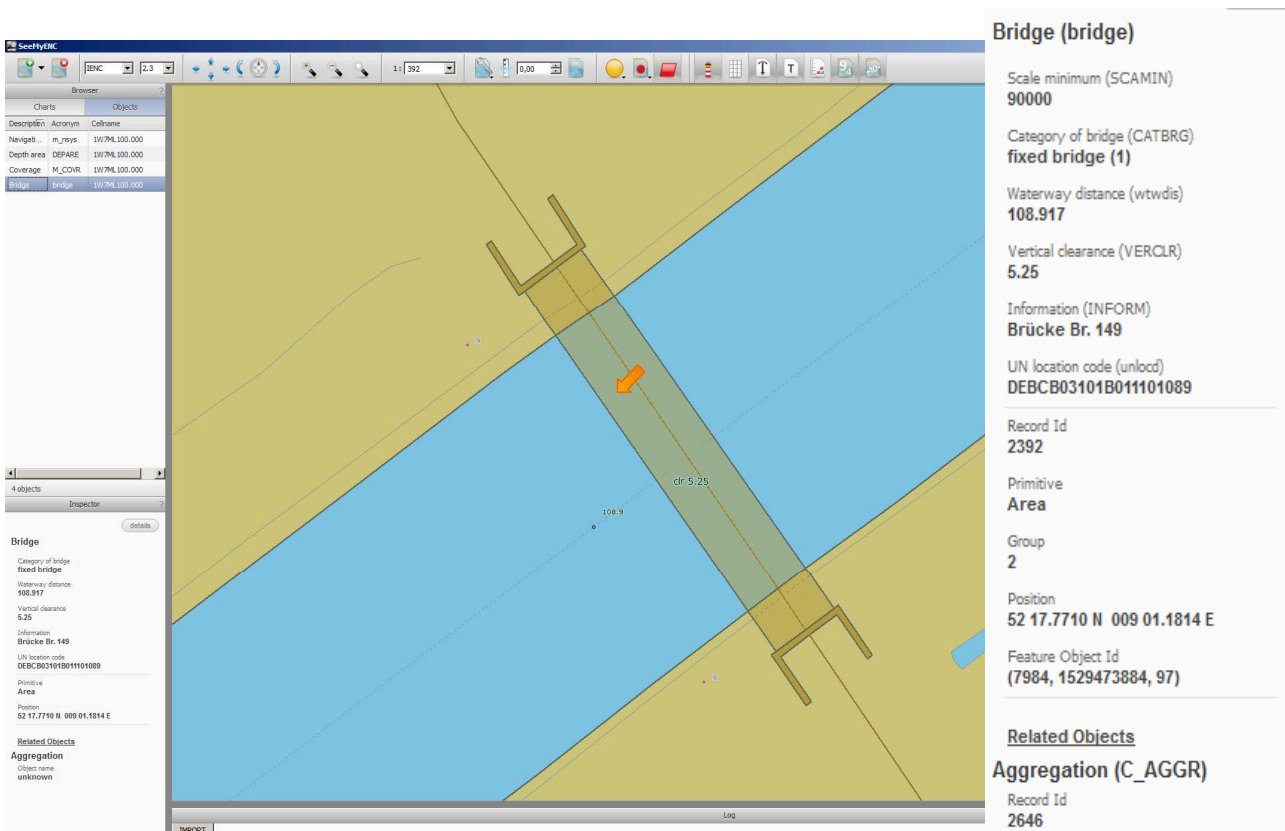 SeeMyENC
IENC
2.3
1:
392
0,00
T
T
Browser
?
Charts
Objects
Description
Acronym
Cellname
Navigati...
m_nsys
1W7ML100.000
Depth area
DEPARE
1W7ML100.000
Coverage
M_COVR
1W7ML100.000
Bridge
bridge
1W7ML100.000
4 objects
Inspector
?
details
Bridge
Category of bridge
fixed bridge
Waterway distance
108.917
Vertical clearance
5.25
Information
Brücke Br. 149
UN location code
DEBCB03101B011101089
Primitive
Area
Position
52 17.7710 N 009 01.1814 E
Related Objects
Aggregation
Object name
unknown
9
clr 5.25
108.9
9
Log
IMPORT
Bridge (bridge)
Scale minimum (SCAMIN)
90000
Category of bridge (CATBRG)
fixed bridge (1)
Waterway distance (wtwdis)
108.917
Vertical clearance (VERCLR)
5.25
Information (INFORM)
Brücke Br. 149
UN location code (unlocd)
DEBCB03101B011101089
Record Id
2392
Primitive
Area
Group
2
Position
52 17.7710 N 009 01.1814 E
Feature Object Id
(7984, 1529473884, 97)
Related Objects
Aggregation (C_AGGR)
Record Id
2646